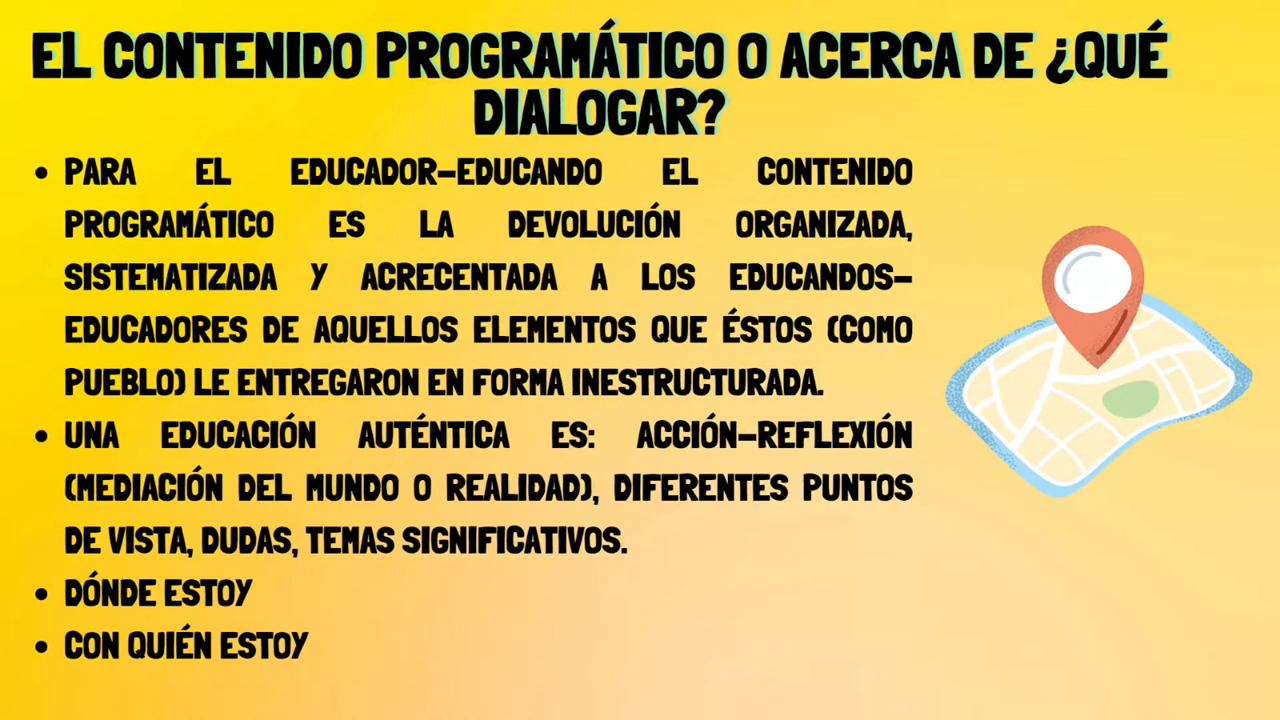 EL CONTENIDO PROGRAMÁTICO O ACERCA DE ¿QUÉ
DIALOGAR?
• PARA EL EDUCADOR-EDUCANDO EL CONTENIDO
PROGRAMÁTICO ES LA DEVOLUCIÓN ORGANIZADA,
SISTEMATIZADA Y ACRECENTADA A LOS EDUCANDOS-
EDUCADORES DE AQUELLOS ELEMENTOS QUE ÉSTOS (COMO
PUEBLO) LE ENTREGARON EN FORMA INESTRUCTURADA.
• UNA EDUCACIÓN AUTÉNTICA ES: ACCIÓN-REFLEXIÓN
(MEDIACIÓN DEL MUNDO O REALIDAD), DIFERENTES PUNTOS
DE VISTA, DUDAS, TEMAS SIGNIFICATIVOS.
• DÓNDE ESTOY
• CON QUIÉN ESTOY